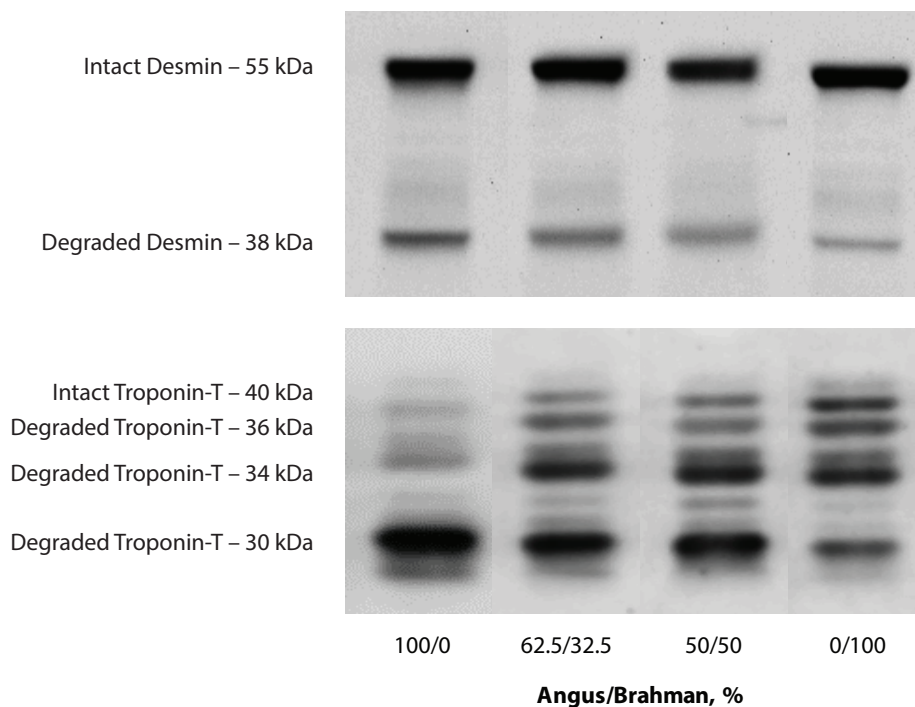 Intact Desmin – 55 kDa
Degraded Desmin – 38 kDa
Intact Troponin-T – 40 kDa
Degraded Troponin-T – 36 kDa
Degraded Troponin-T – 34 kDa
Degraded Troponin-T – 30 kDa
100/0 62.5/32.5 50/50 0/100
Angus/Brahman, %